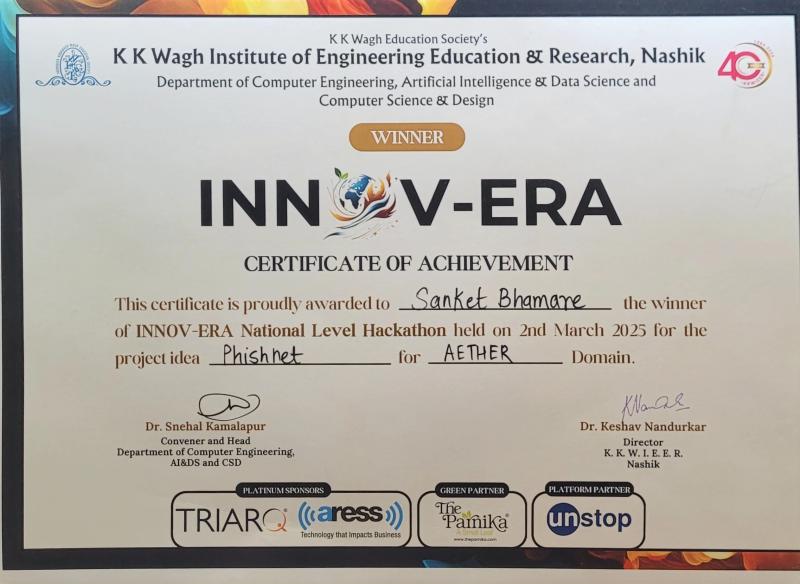 K K Wagh Education Society's
K K Wagh Institute of Engineering Education & Research, Nashik
Department of Computer Engineering, Artificial Intelligence & Data Science and
Computer Science & Design
40
WINNER
INNOV-ERA
CERTIFICATE OF ACHIEVEMENT
This certificate is proudly awarded to Sanket Bhamare the winner
of INNOV-ERA National Level Hackathon held on 2nd March 2025 for the
project idea Phishnet for AETHER Domain.
Dr. Snehal Kamalapur
Convener and Head
Department of Computer Engineering,
AI&DS and CSD
Dr. Keshav Nandurkar
Director
K. K. W. I. E. E. R.
Nashik
PLATINUM SPONSORS
TRIARQ
aress
Technology that Impacts Business
GREEN PARTNER
The Parnika
www.theparnika.com
PLATFORM PARTNER
unstop